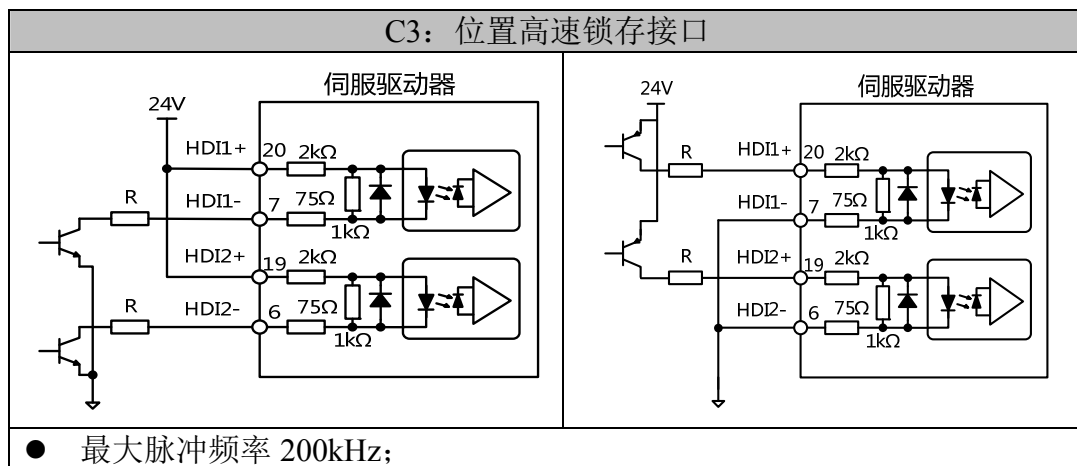 C3：位置高速锁存接口
伺服驱动器
24V
HDI1+
20
2kΩ
R
HDI1-
7
75Ω
1kΩ
HDI2+
19
2kΩ
R
HDI2-
6
75Ω
1kΩ
伺服驱动器
24V
R
HDI1+
20
2kΩ
HDI1-
7
75Ω
1kΩ
R
HDI2+
19
2kΩ
HDI2-
6
75Ω
1kΩ
● 最大脉冲频率 200kHz；